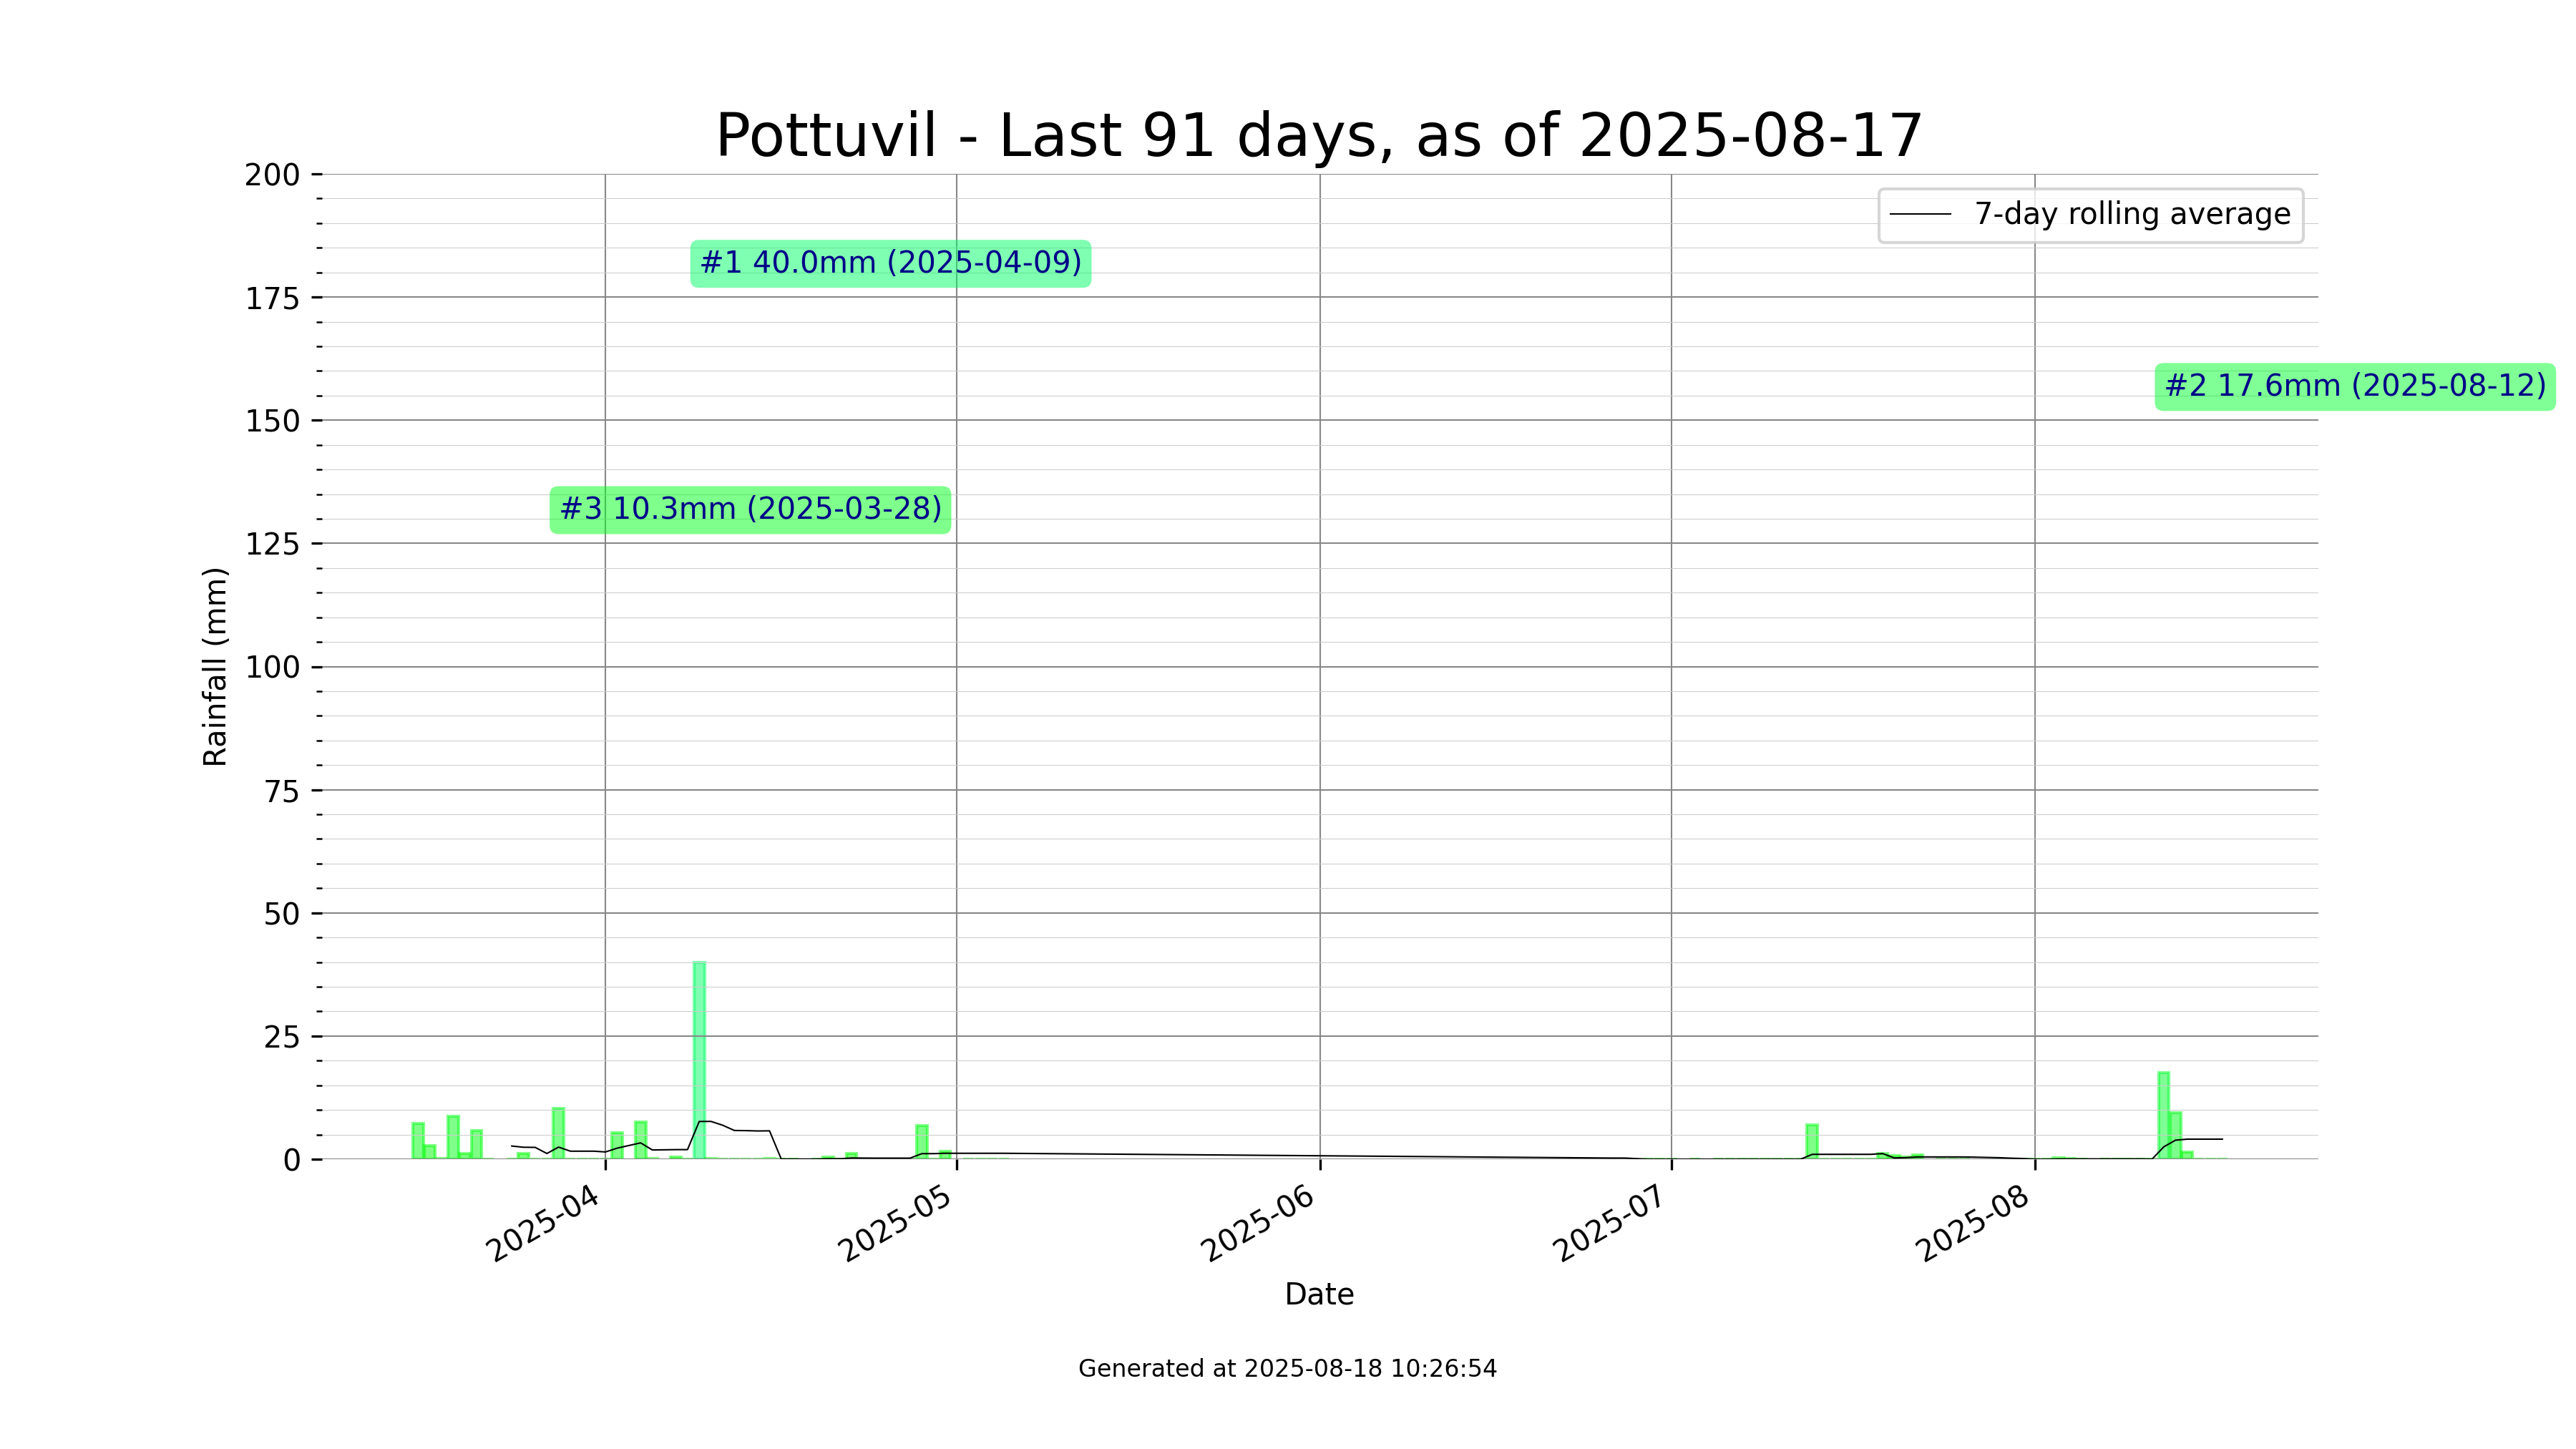 Pottuvil - Last 91 days, as of 2025-08-17
200
175
150
125
100
75
50
25
0
Rainfall (mm)
7-day rolling average
#1 40.0mm (2025-04-09)
#2 17.6mm (2025-08-12)
#3 10.3mm (2025-03-28)
2025-04
2025-05
2025-06
2025-07
2025-08
Date
Generated at 2025-08-18 10:26:54